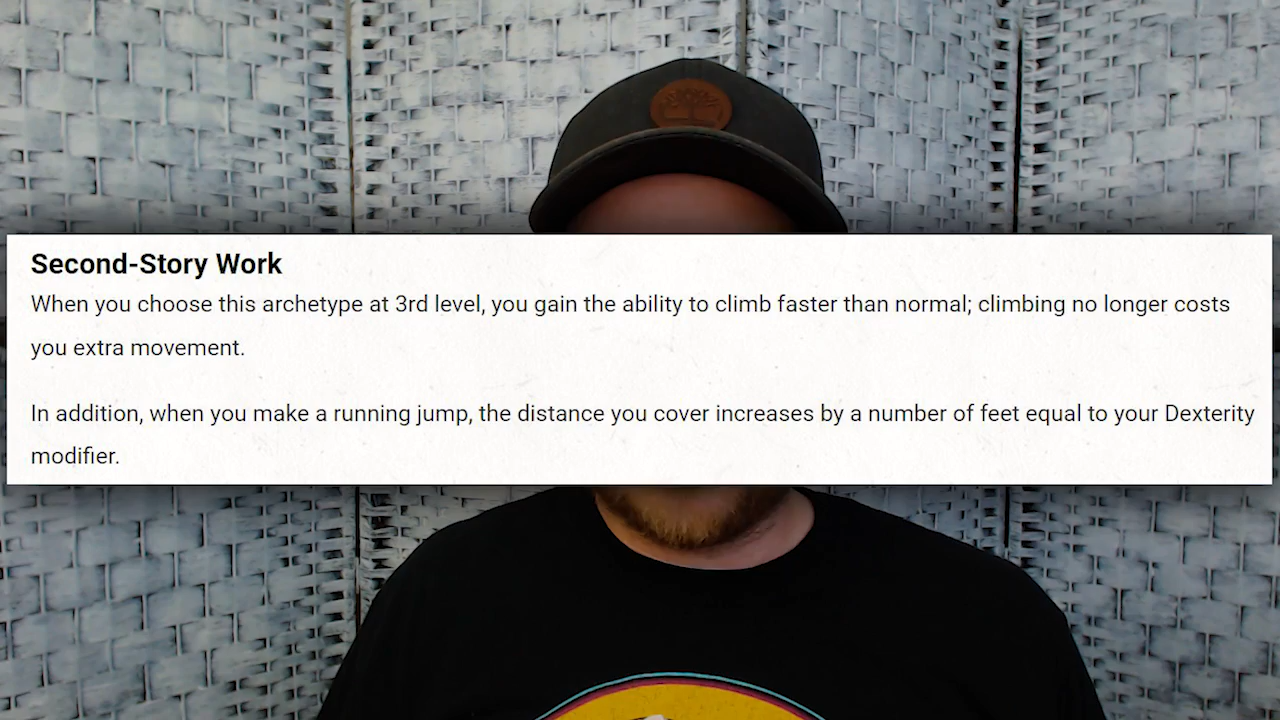 Second-Story Work
When you choose this archetype at 3rd level, you gain the ability to climb faster than normal; climbing no longer costs
you extra movement.
In addition, when you make a running jump, the distance you cover increases by a number of feet equal to your Dexterity
modifier.